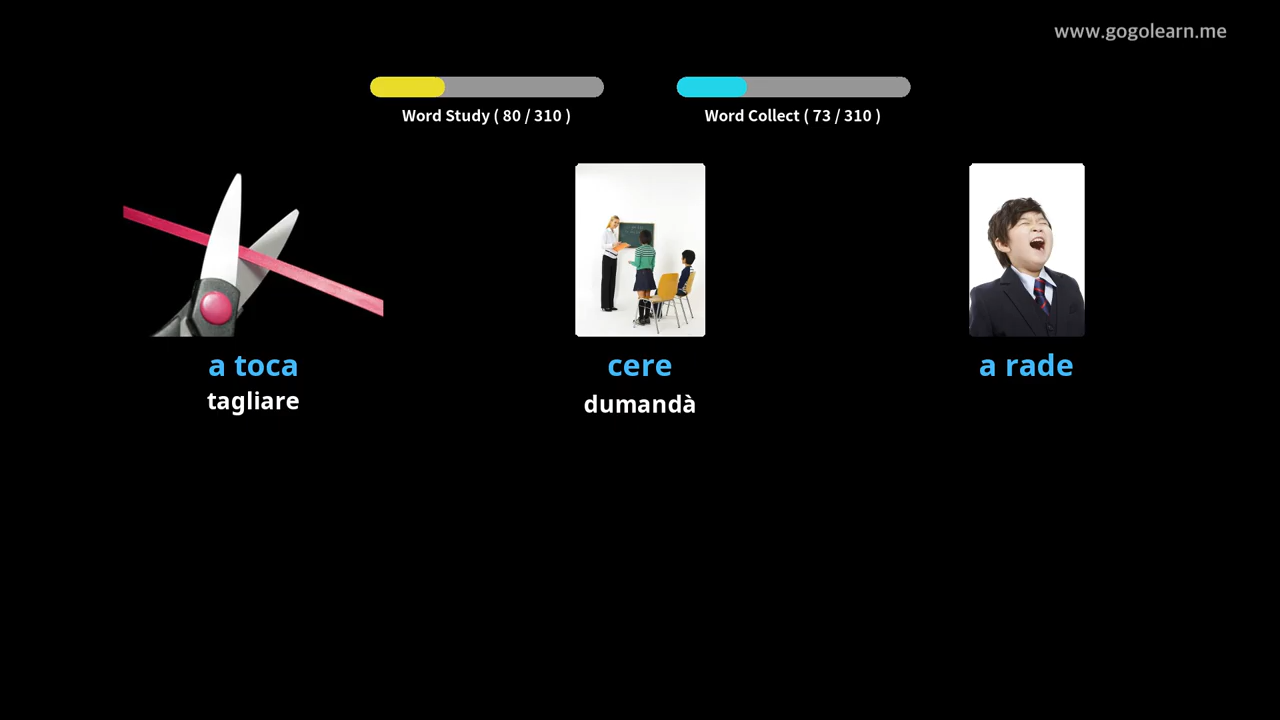 www.gogolearn.me
Word Study ( 80 / 310 )
Word Collect ( 73 / 310 )
a toca
tagliare
cere
dumandà
a rade